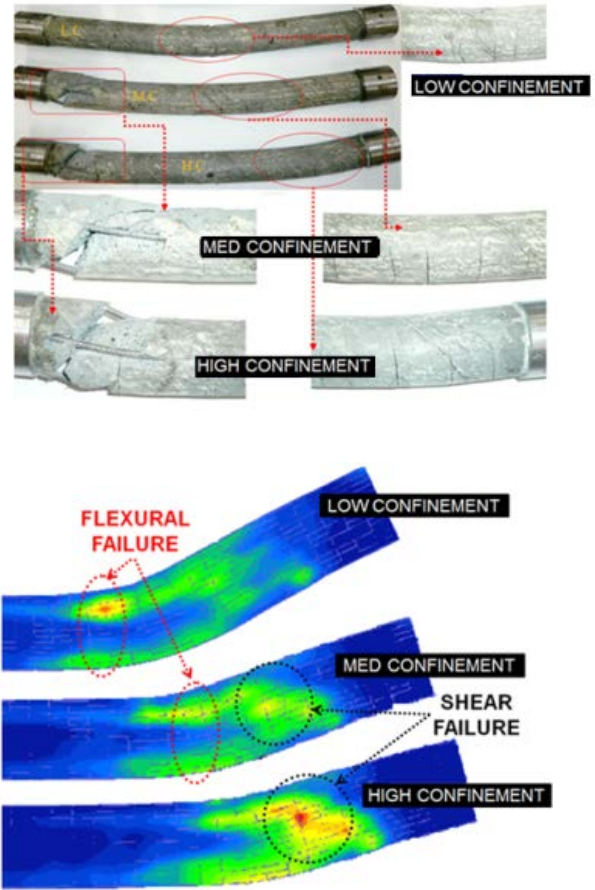 L.C
LOW CONFINEMENT
M.C
H.C
MED CONFINEMENT
HIGH CONFINEMENT
LOW CONFINEMENT
FLEXURAL
FAILURE
MED CONFINEMENT
SHEAR
FAILURE
HIGH CONFINEMENT